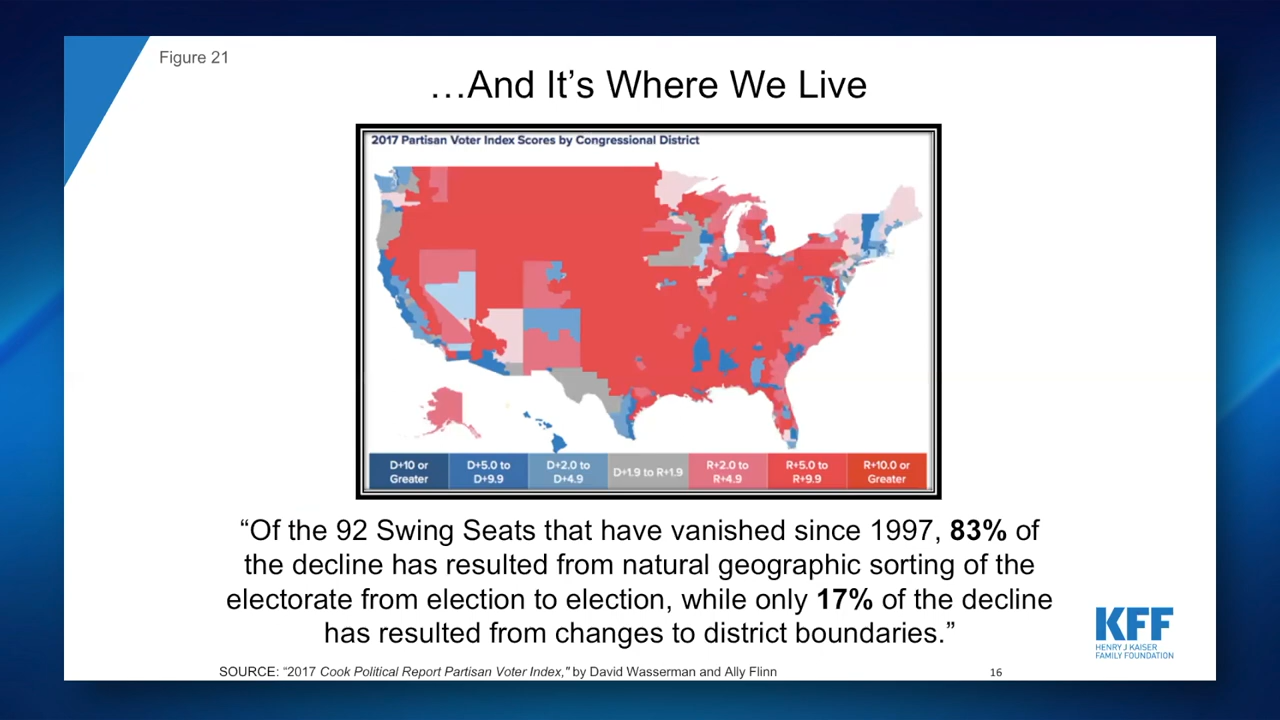 Figure 21
…And It's Where We Live
2017 Partisan Voter Index Scores by Congressional District
D+10 or Greater
D+5.0 to D+9.9
D+2.0 to D+4.9
D+1.9 to R+1.9
R+2.0 to R+4.9
R+5.0 to R+9.9
R+10.0 or Greater
“Of the 92 Swing Seats that have vanished since 1997, 83% of
the decline has resulted from natural geographic sorting of the
electorate from election to election, while only 17% of the decline
has resulted from changes to district boundaries.”
KFF
HENRY J KAISER
FAMILY FOUNDATION
SOURCE: “2017 Cook Political Report Partisan Voter Index," by David Wasserman and Ally Flinn
16